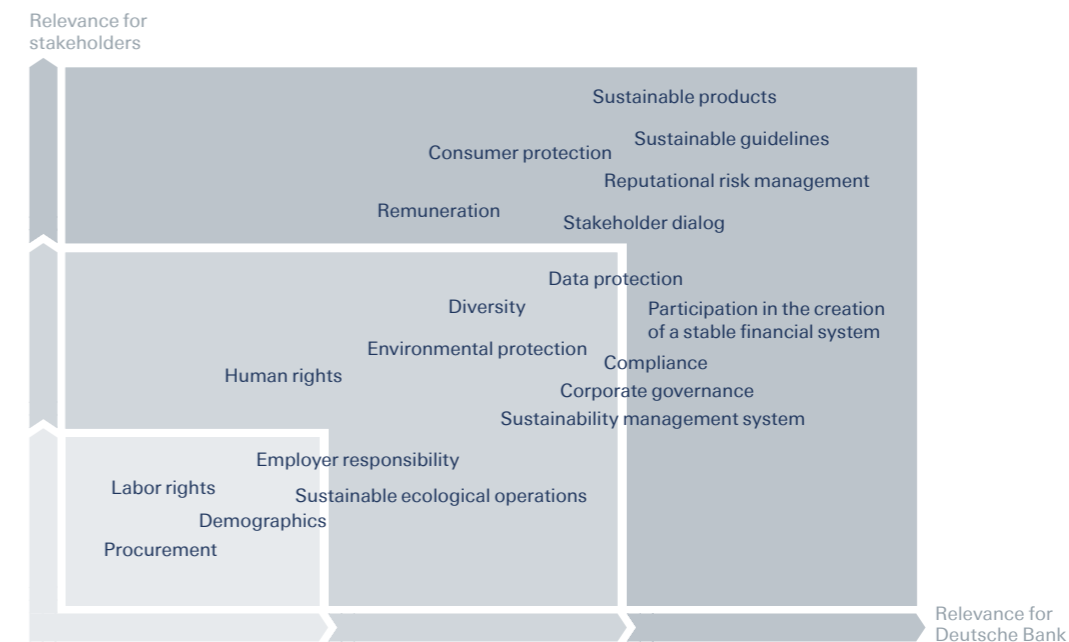 Relevance for
stakeholders
Sustainable products
Sustainable guidelines
Consumer protection
Reputational risk management
Remuneration
Stakeholder dialog
Data protection
Diversity
Participation in the creation
of a stable financial system
Environmental protection
Compliance
Human rights
Corporate governance
Sustainability management system
Employer responsibility
Labor rights
Sustainable ecological operations
Demographics
Procurement
Relevance for
Deutsche Bank